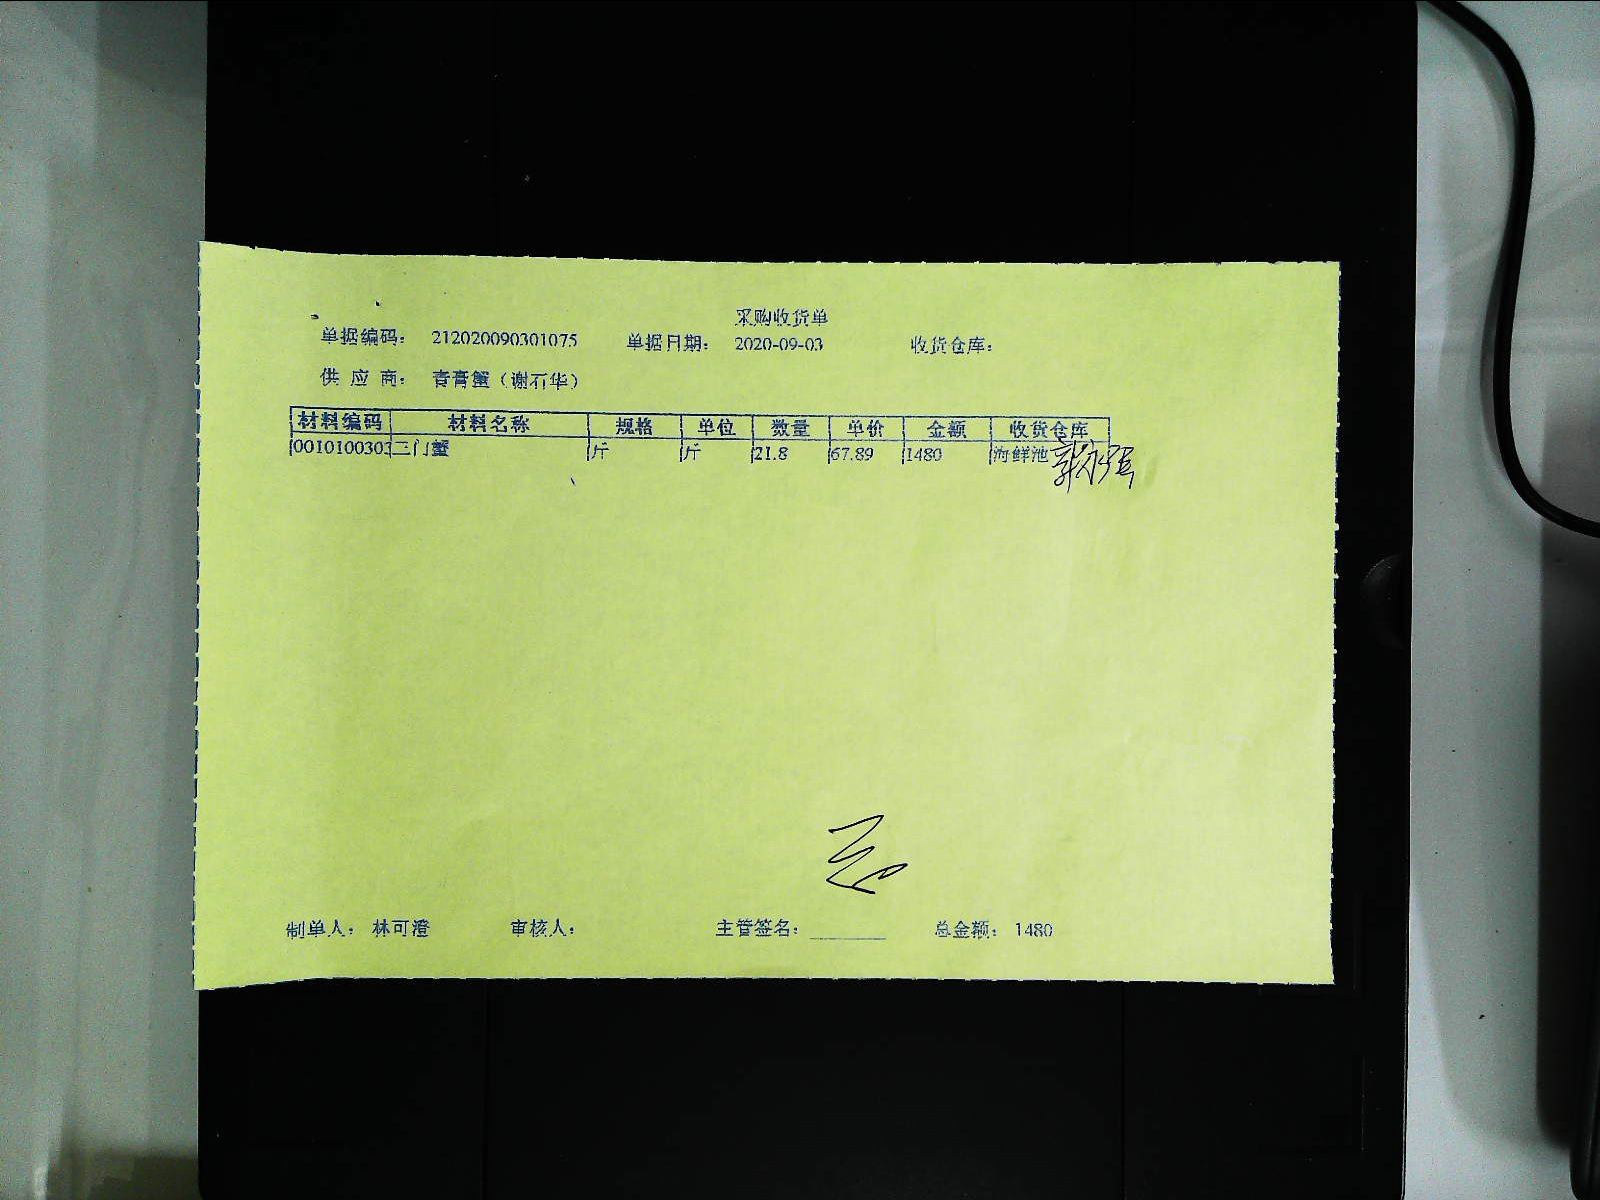 采购收货单
单据编码： 212020090301075 单据日期： 2020-09-03 收货仓库：
供 应 商： 青膏蟹（谢石华）
材料编码 材料名称 规格 单位 数量 单价 金额 收货仓库
0010100303 三门蟹 斤 斤 21.8 67.89 1480 海鲜池
制单人： 林可澄 审核人： 主管签名： 总金额： 1480